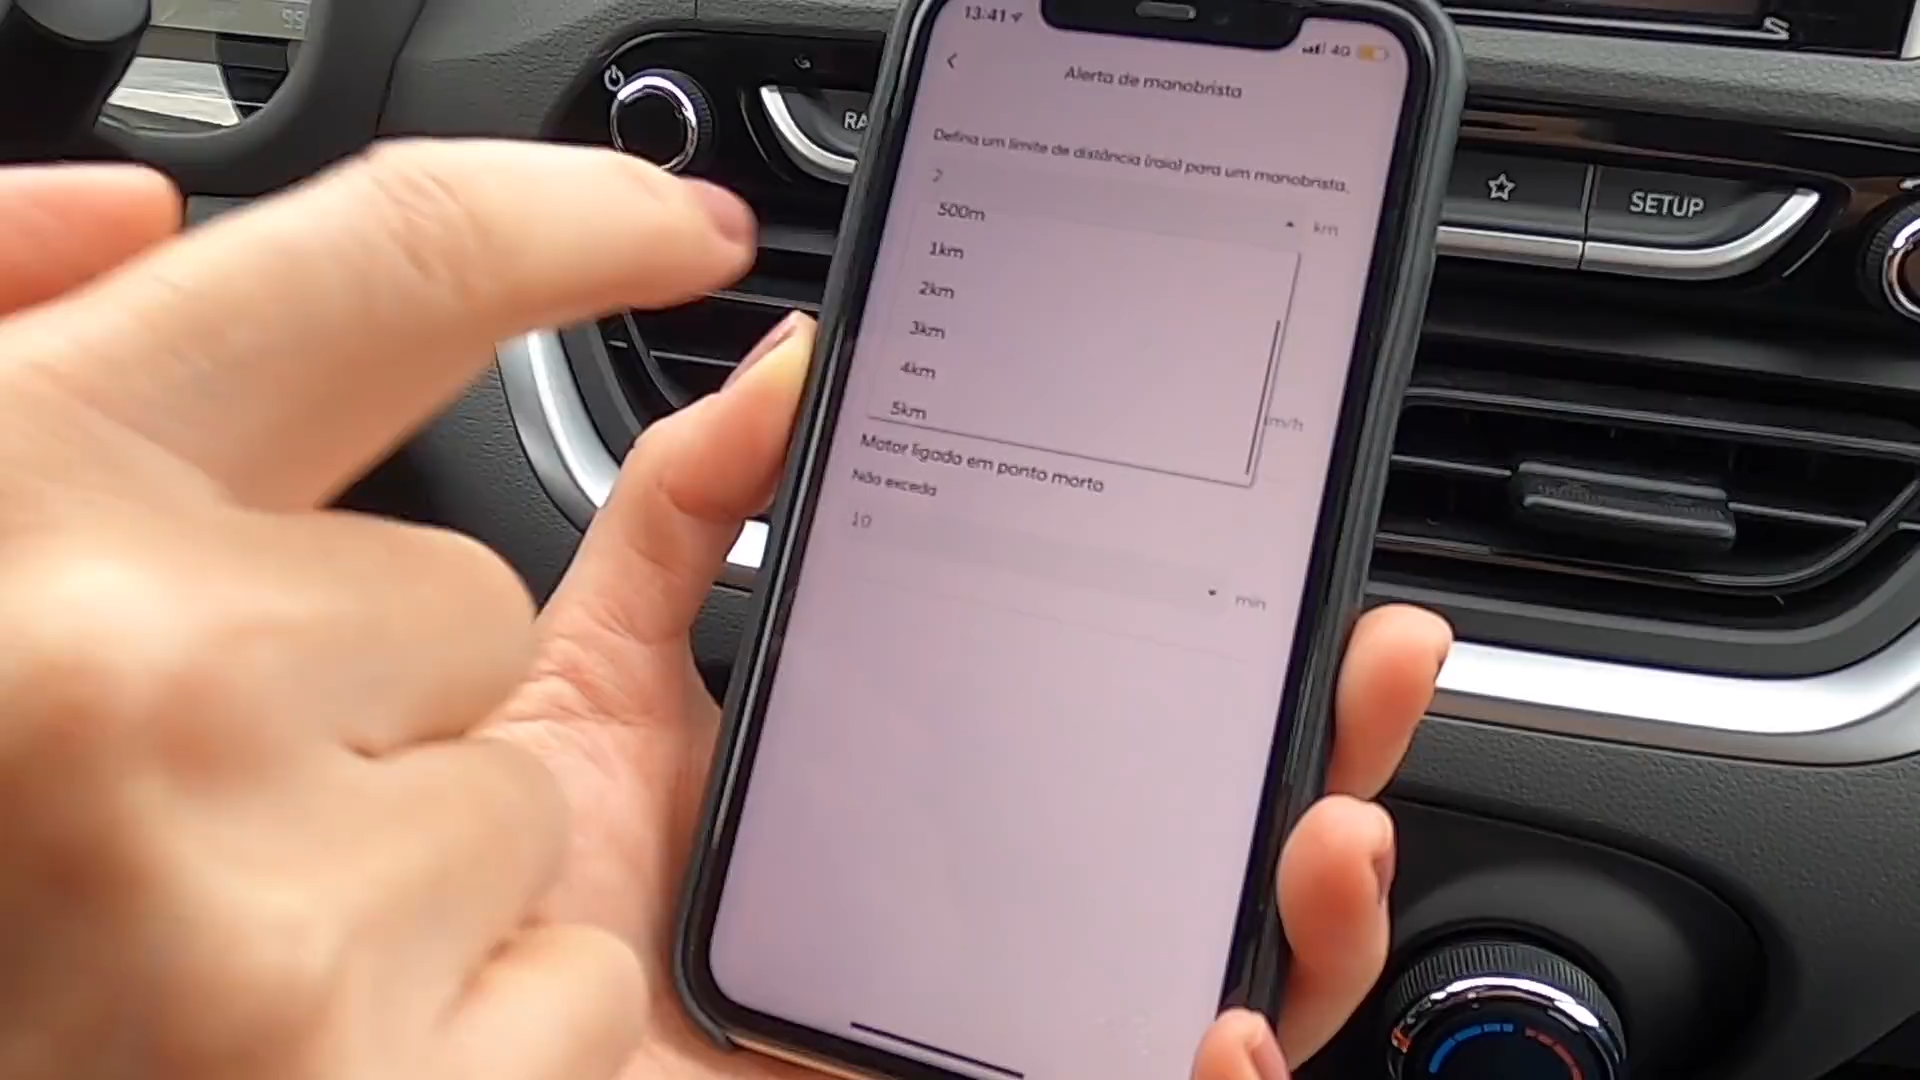 13:41
4G
Alerta de manobrista
Defina um limite de distância (raio) para um manobrista.
2
km
500m
1km
2km
3km
4km
5km
m/h
Motor ligado em ponto morto
Não exceda
10
min
RA
SETUP